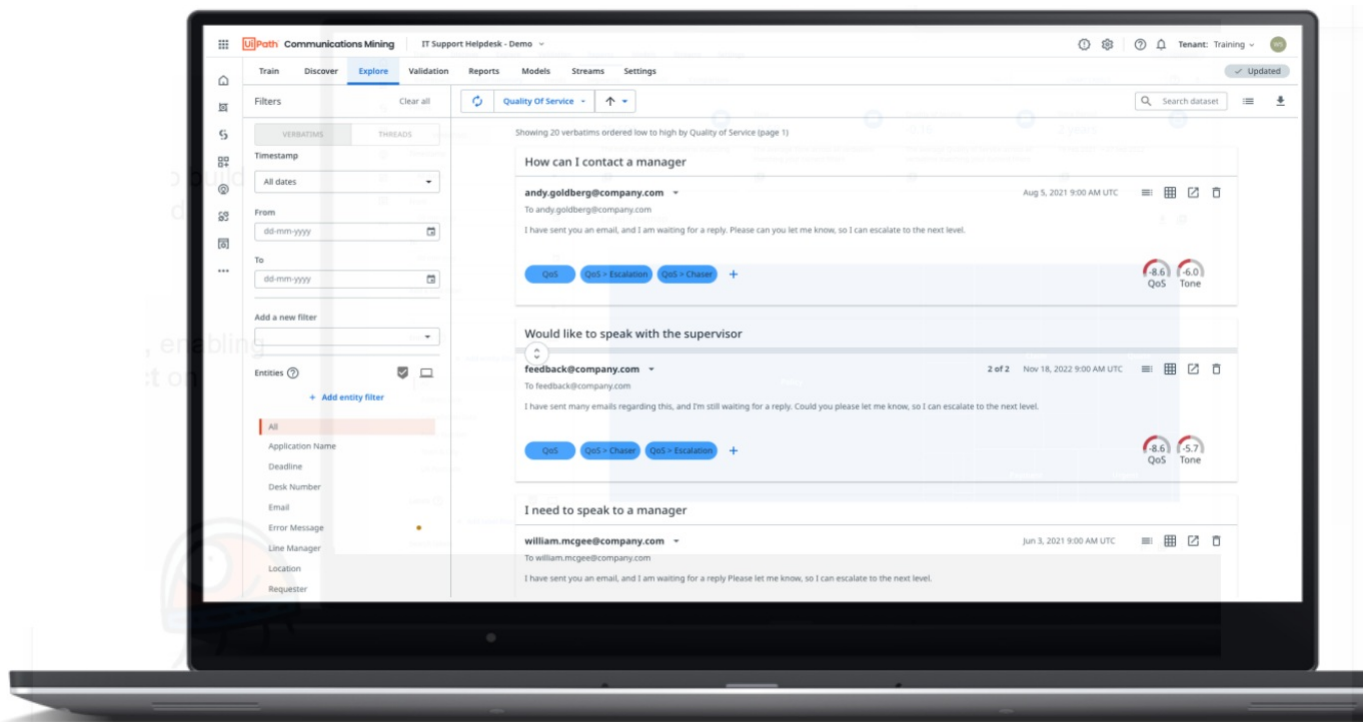 UiPath Communications Mining
IT Support Helpdesk - Demo
Tenant: Training
Train Discover Explore Validation Reports Models Streams Settings
Updated
Filters Clear all
Quality Of Service
Search dataset
VERBATIMS THREADS
Showing 20 verbatims ordered low to high by Quality of Service (page 1)
Timestamp
All dates
From
dd-mm-yyyy
To
dd-mm-yyyy
Add a new filter
Entities
+ Add entity filter
All
Application Name
Deadline
Desk Number
Email
Error Message
Line Manager
Location
Requester
How can I contact a manager
andy.goldberg@company.com
Aug 5, 2021 9:00 AM UTC
To andy.goldberg@company.com
I have sent you an email, and I am waiting for a reply. Please can you let me know, so I can escalate to the next level.
QoS QoS > Escalation QoS > Chaser +
-8.6 -6.0
QoS Tone
Would like to speak with the supervisor
feedback@company.com
2 of 2 Nov 18, 2022 9:00 AM UTC
To feedback@company.com
I have sent many emails regarding this, and I'm still waiting for a reply. Could you please let me know, so I can escalate to the next level.
QoS QoS > Chaser QoS > Escalation +
-8.6 -5.7
QoS Tone
I need to speak to a manager
william.mcgee@company.com
Jun 3, 2021 9:00 AM UTC
To william.mcgee@company.com
I have sent you an email, and I am waiting for a reply Please let me know, so I can escalate to the next level.